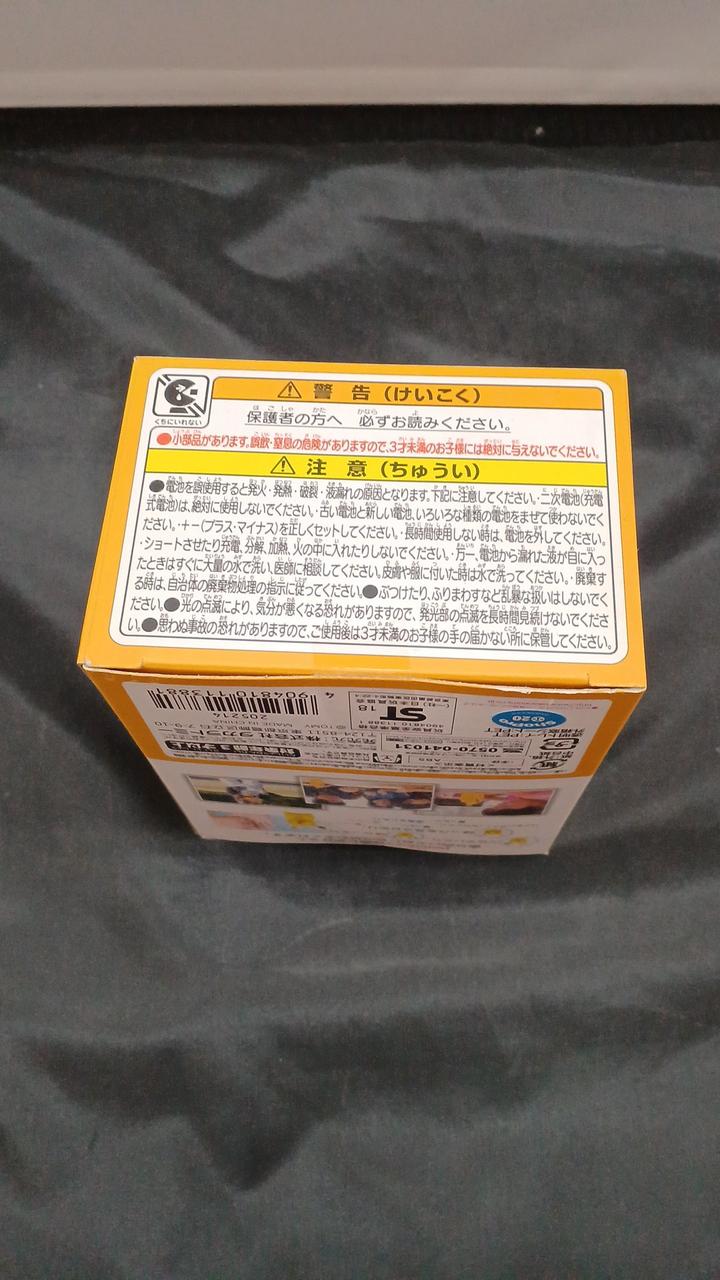 くちにいれない
警告(けいこく)
保護者の方へ 必ずお読みください。
●小部品があります。誤飲・窒息の危険がありますので、3才未満のお子様には絶対に与えないでください。
注意(ちゅうい)
●電池を誤使用すると発火・発熱・破裂・液漏れの原因となります。下記に注意してください。・二次電池(充電
式電池)は、絶対に使用しないでください。・古い電池と新しい電池、いろいろな種類の電池をまぜて使わないでく
ださい。・+-(プラス・マイナス)を正しくセットしてください。・長時間使用しない時は、電池を外してください。
・ショートさせたり充電、分解、加熱、火の中に入れたりしないでください。・万一、電池から漏れた液が目に入っ
たときはすぐに大量の水で洗い、医師に相談してください。皮膚や服に付いた時は水で洗ってください。・廃棄す
る時は、自治体の廃棄物処理の指示に従ってください。●ぶつけたり、ふりまわすなど乱暴な扱いはしないでく
ださい。●光の点滅により、気分が悪くなる恐れがありますので、発光部の点滅を長時間見続けないでくださ
い。●思わぬ事故の恐れがありますので、ご使用後は3才未満のお子様の手の届かない所に保管してください。
4 904810 113881
2052214
©TOMY MADE IN CHINA
ST 18
0570-041031
ABS
紙